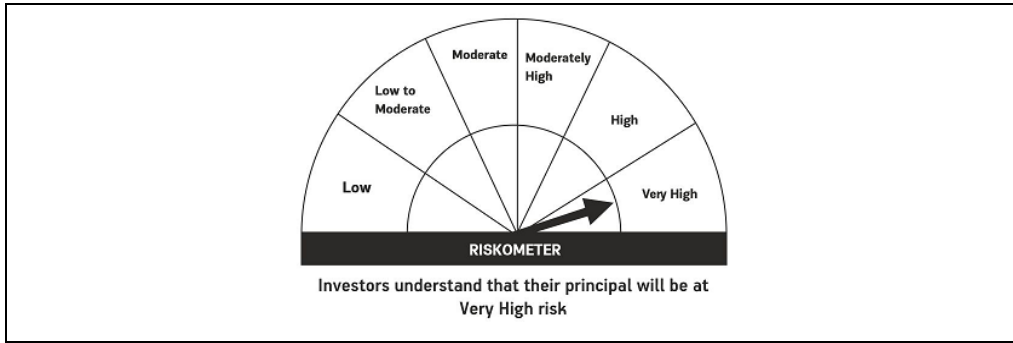 Moderate
Moderately
High
Low to
Moderate
High
Low
Very High
RISKOMETER
Investors understand that their principal will be at
Very High risk